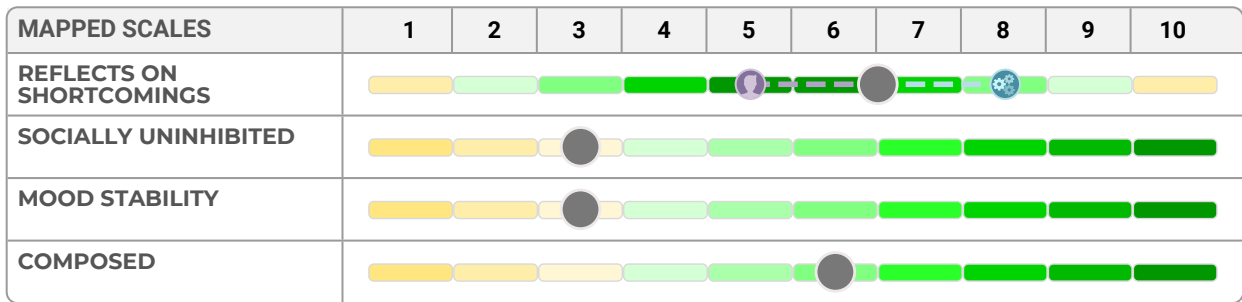 MAPPED SCALES 1 2 3 4 5 6 7 8 9 10
REFLECTS ON
SHORTCOMINGS
SOCIALLY UNINHIBITED
MOOD STABILITY
COMPOSED